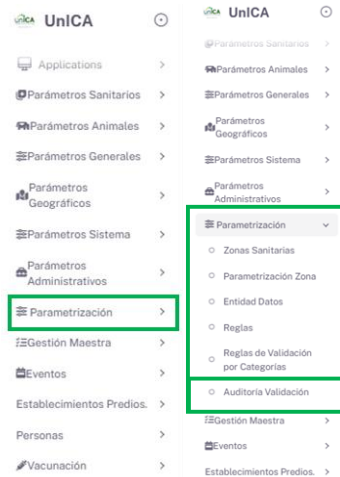 UnICA
Applications
Parámetros Sanitarios
Parámetros Animales
Parámetros Generales
Parámetros
Geográficos
Parámetros Sistema
Parámetros
Administrativos
Parametrización
Gestión Maestra
Eventos
Establecimientos Predios.
Personas
Vacunación
UnICA
Parámetros Sanitarios
Parámetros Animales
Parámetros Generales
Parámetros
Geográficos
Parámetros Sistema
Parámetros
Administrativos
Parametrización
Zonas Sanitarias
Parametrización Zona
Entidad Datos
Reglas
Reglas de Validación
por Categorías
Auditoría Validación
Gestión Maestra
Eventos
Establecimientos Predios.